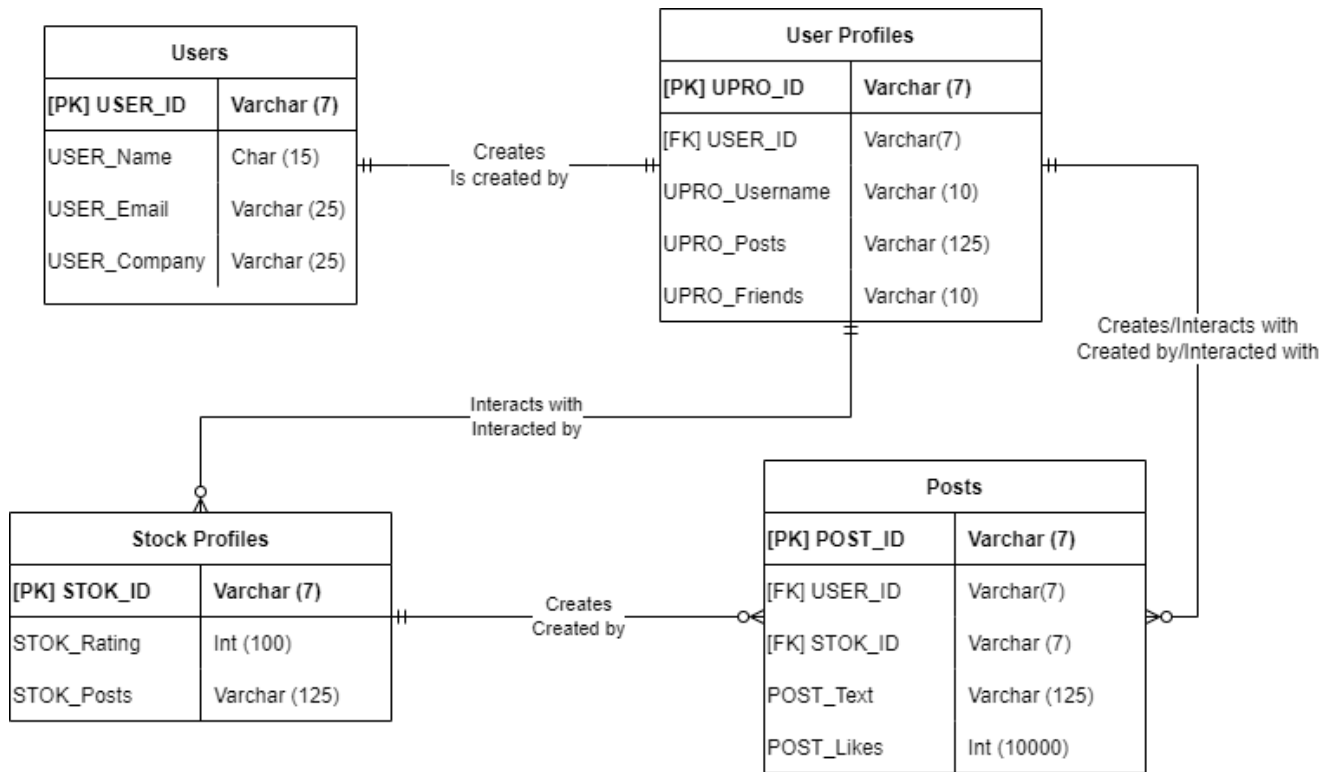 Users
[PK] USER_ID Varchar (7)
USER_Name Char (15)
USER_Email Varchar (25)
USER_Company Varchar (25)
Creates
Is created by
User Profiles
[PK] UPRO_ID Varchar (7)
[FK] USER_ID Varchar(7)
UPRO_Username Varchar (10)
UPRO_Posts Varchar (125)
UPRO_Friends Varchar (10)
Creates/Interacts with
Created by/Interacted with
Interacts with
Interacted by
Stock Profiles
[PK] STOK_ID Varchar (7)
STOK_Rating Int (100)
STOK_Posts Varchar (125)
Creates
Created by
Posts
[PK] POST_ID Varchar (7)
[FK] USER_ID Varchar(7)
[FK] STOK_ID Varchar (7)
POST_Text Varchar (125)
POST_Likes Int (10000)